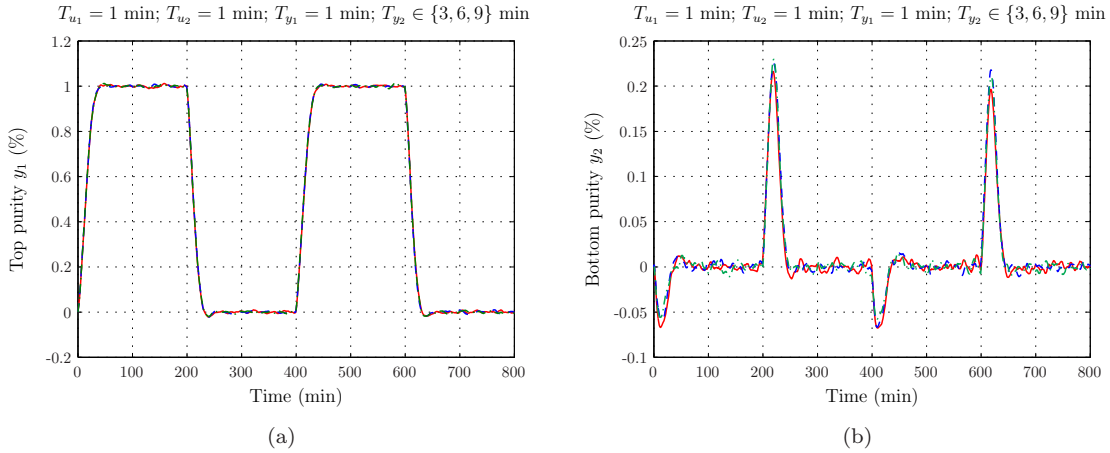 T_{u_1} = 1 min; T_{u_2} = 1 min; T_{y_1} = 1 min; T_{y_2} ∈ {3, 6, 9} min
1.2
1
0.8
0.6
0.4
0.2
0
-0.2
0 100 200 300 400 500 600 700 800
Top purity y_1 (%)
Time (min)
(a)
T_{u_1} = 1 min; T_{u_2} = 1 min; T_{y_1} = 1 min; T_{y_2} ∈ {3, 6, 9} min
0.25
0.2
0.15
0.1
0.05
0
-0.05
-0.1
0 100 200 300 400 500 600 700 800
Bottom purity y_2 (%)
Time (min)
(b)